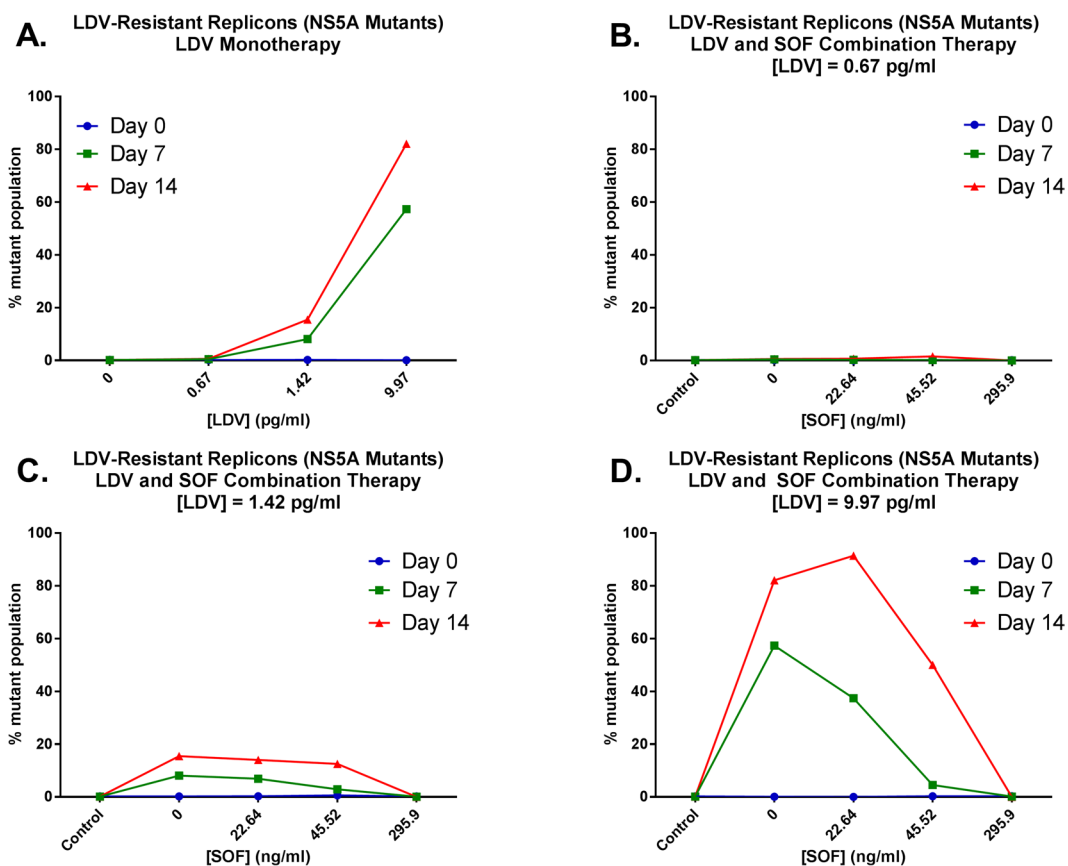 A.
LDV-Resistant Replicons (NS5A Mutants)
LDV Monotherapy
100
80
60
40
20
0
% mutant population
Day 0
Day 7
Day 14
0
0.67
1.42
9.97
[LDV] (pg/ml)
B.
LDV-Resistant Replicons (NS5A Mutants)
LDV and SOF Combination Therapy
[LDV] = 0.67 pg/ml
100
80
60
40
20
0
% mutant population
Day 0
Day 7
Day 14
Control
0
22.64
45.52
295.9
[SOF] (ng/ml)
C.
LDV-Resistant Replicons (NS5A Mutants)
LDV and SOF Combination Therapy
[LDV] = 1.42 pg/ml
100
80
60
40
20
0
% mutant population
Day 0
Day 7
Day 14
Control
0
22.64
45.52
295.9
[SOF] (ng/ml)
D.
LDV-Resistant Replicons (NS5A Mutants)
LDV and SOF Combination Therapy
[LDV] = 9.97 pg/ml
100
80
60
40
20
0
% mutant population
Day 0
Day 7
Day 14
Control
0
22.64
45.52
295.9
[SOF] (ng/ml)